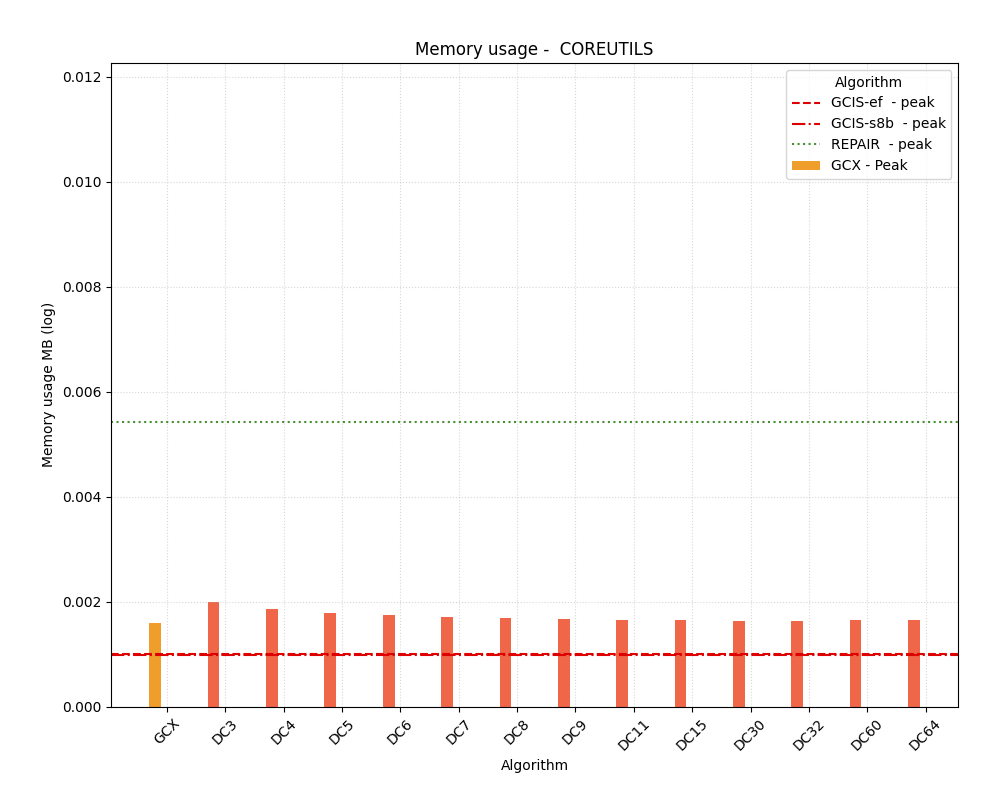 Memory usage -  COREUTILS
Memory usage MB (log)
0.012
0.010
0.008
0.006
0.004
0.002
0.000
Algorithm
GCIS-ef  - peak
GCIS-s8b  - peak
REPAIR  - peak
GCX - Peak
GCX
DC3
DC4
DC5
DC6
DC7
DC8
DC9
DC11
DC15
DC30
DC32
DC60
DC64
Algorithm